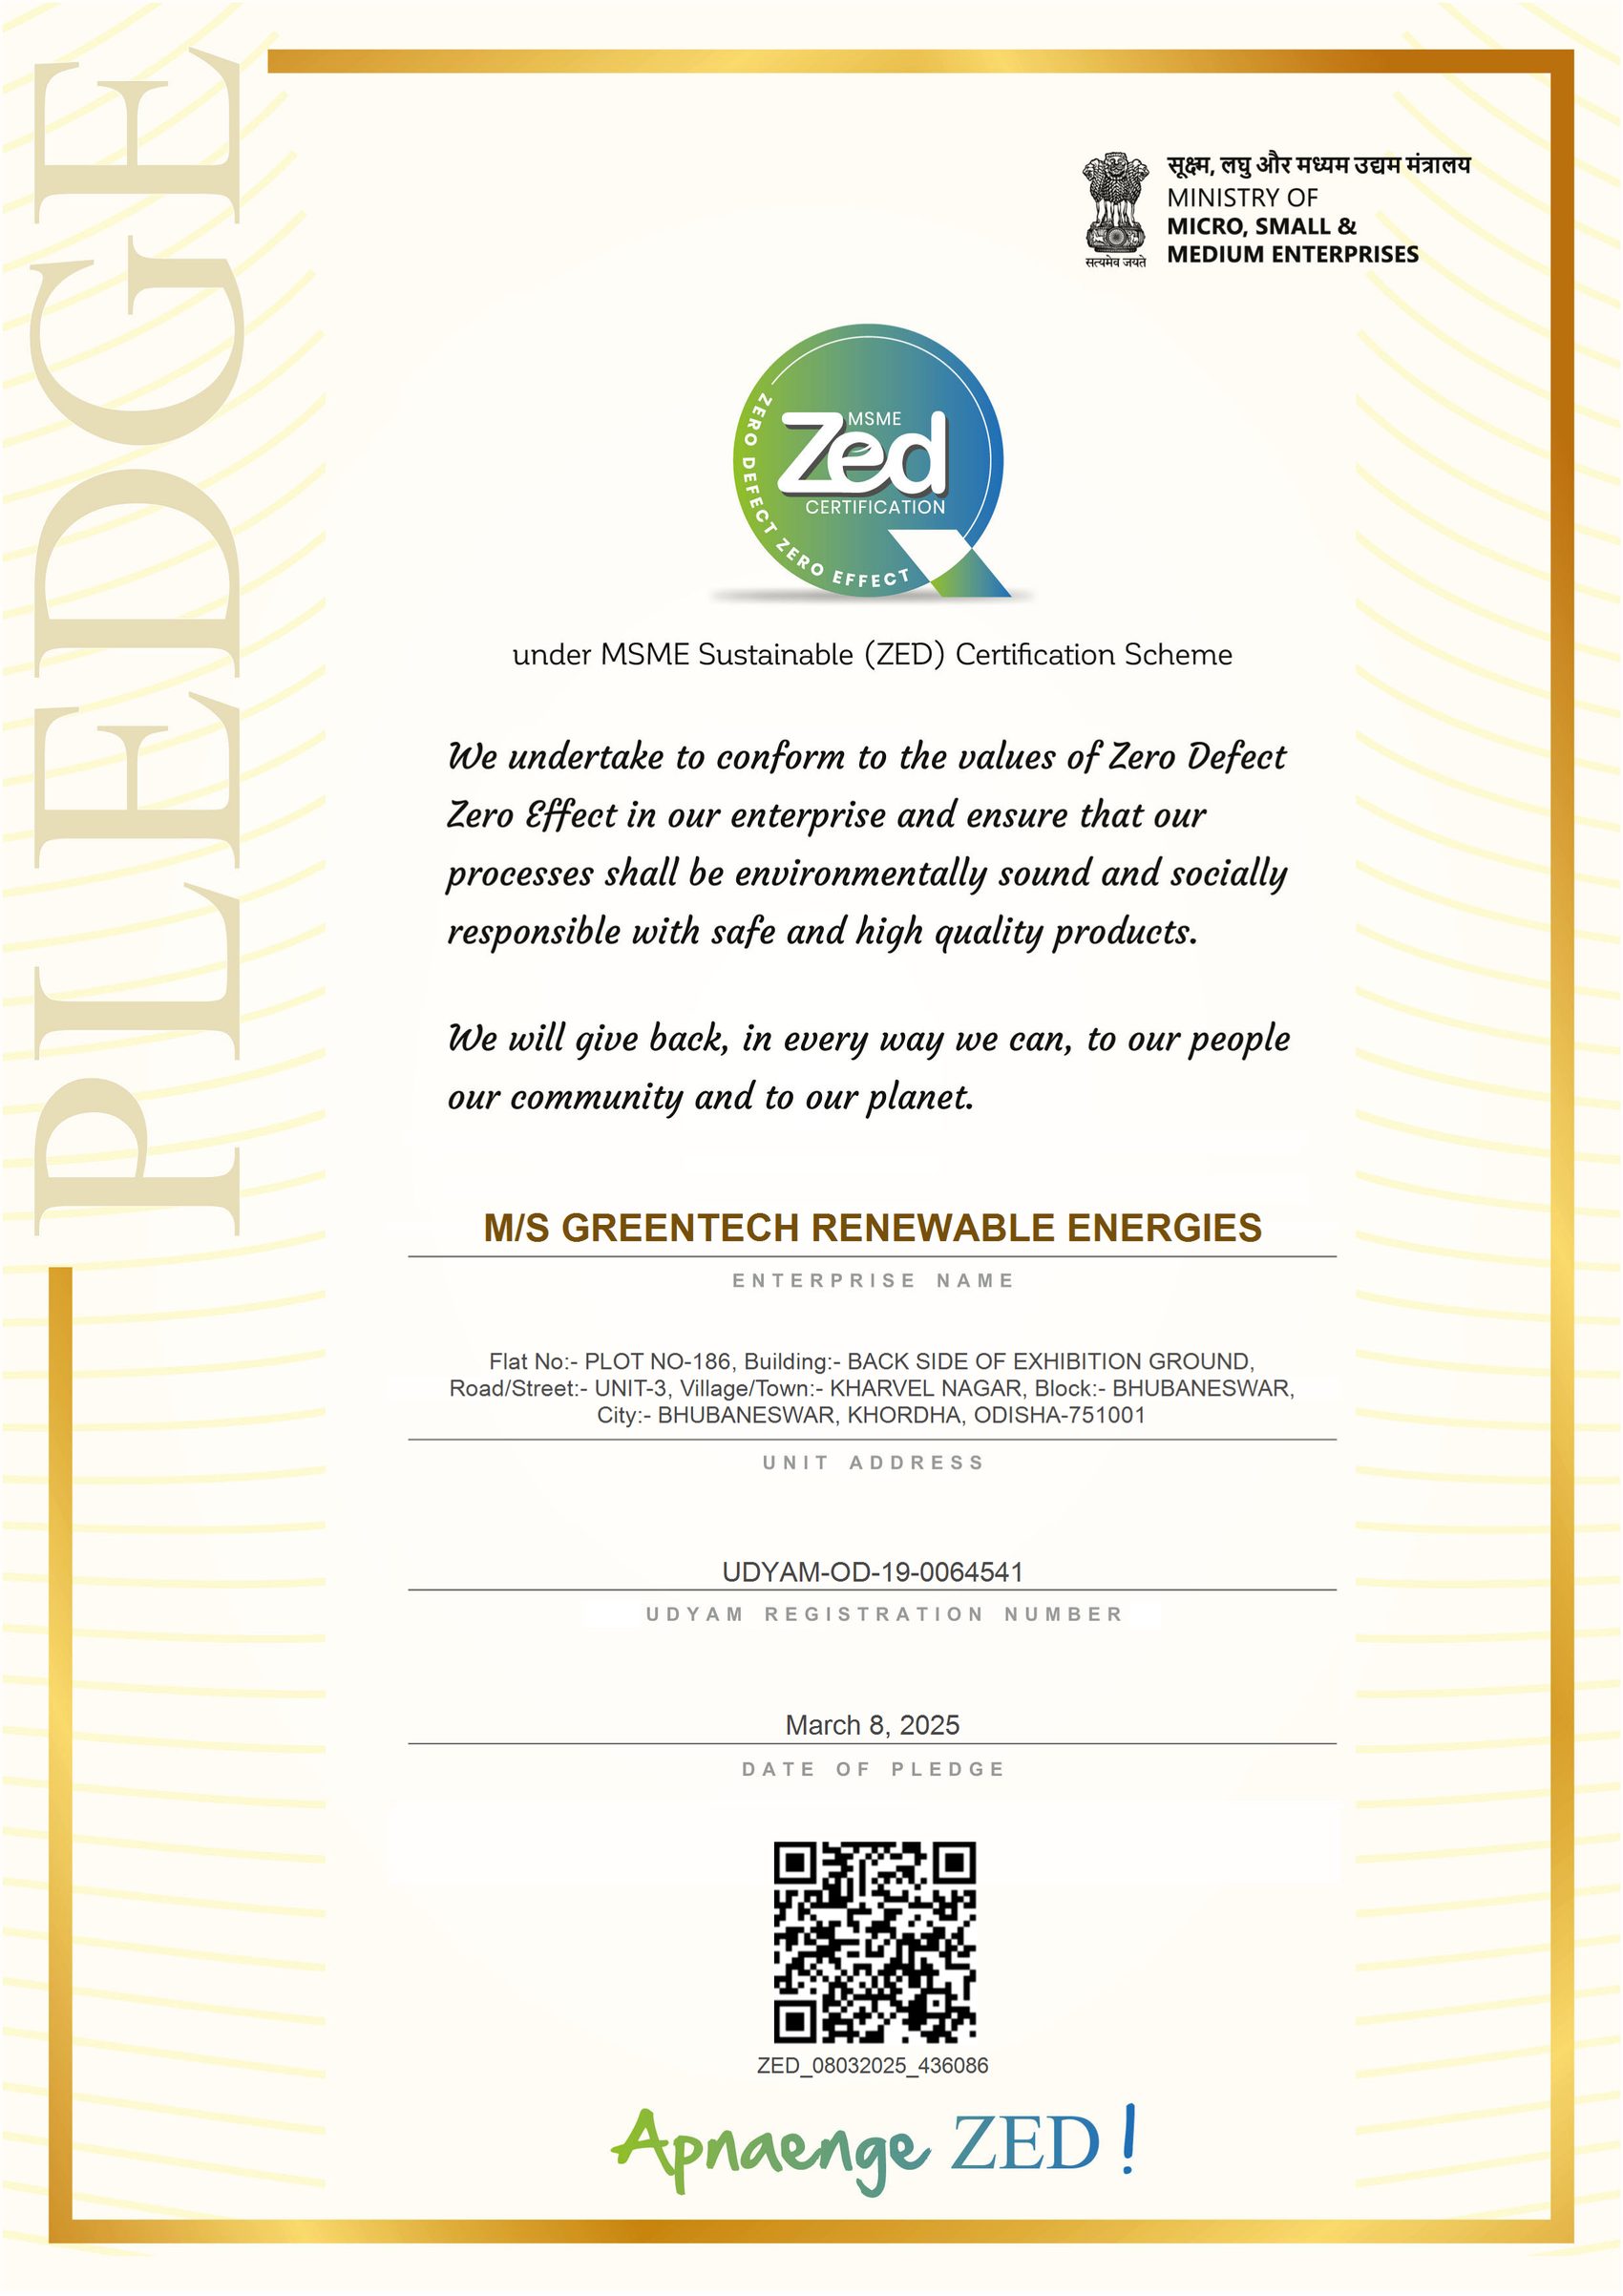 PLEDGE
सूक्ष्म, लघु और मध्यम उद्यम मंत्रालय
MINISTRY OF
MICRO, SMALL &
MEDIUM ENTERPRISES
सत्यमेव जयते
MSME
Zed
CERTIFICATION
ZERO DEFECT ZERO EFFECT
under MSME Sustainable (ZED) Certification Scheme
We undertake to conform to the values of Zero Defect
Zero Effect in our enterprise and ensure that our
processes shall be environmentally sound and socially
responsible with safe and high quality products.
We will give back, in every way we can, to our people
our community and to our planet.
M/S GREENTECH RENEWABLE ENERGIES
ENTERPRISE NAME
Flat No:- PLOT NO-186, Building:- BACK SIDE OF EXHIBITION GROUND,
Road/Street:- UNIT-3, Village/Town:- KHARVEL NAGAR, Block:- BHUBANESWAR,
City:- BHUBANESWAR, KHORDHA, ODISHA-751001
UNIT ADDRESS
UDYAM-OD-19-0064541
UDYAM REGISTRATION NUMBER
March 8, 2025
DATE OF PLEDGE
ZED_08032025_436086
Apnaenge ZED !